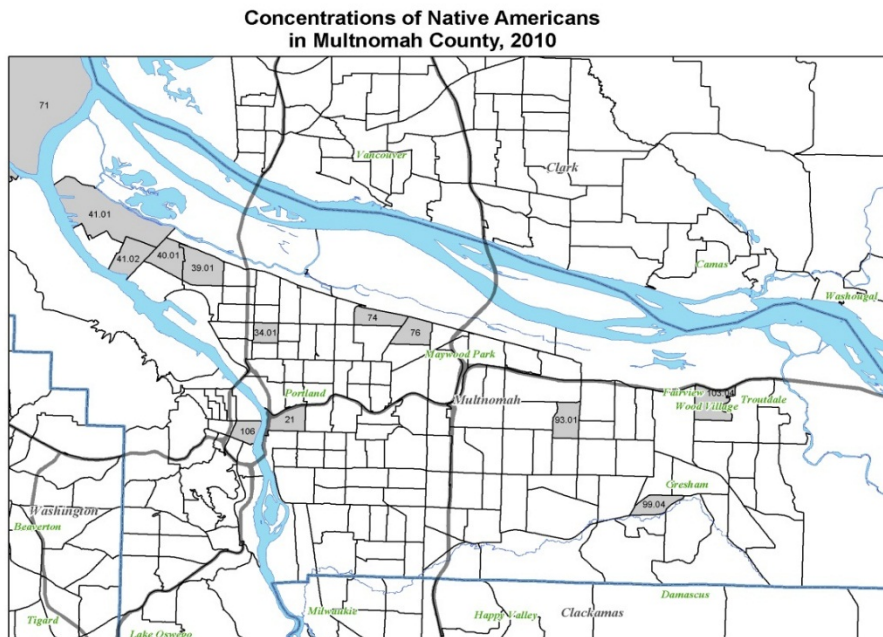 Concentrations of Native Americans
in Multnomah County, 2010
71
Vancouver
Clark
41.01
41.02
40.01
39.01
Camas
Washougal
34.01
74
76
Maywood Park
Portland
Multnomah
Fairview
Wood Village
Troutdale
106
21
93.01
Gresham
99.04
Washington
Beaverton
Damascus
Milwaukie
Happy Valley
Clackamas
Tigard
Lake Oswego